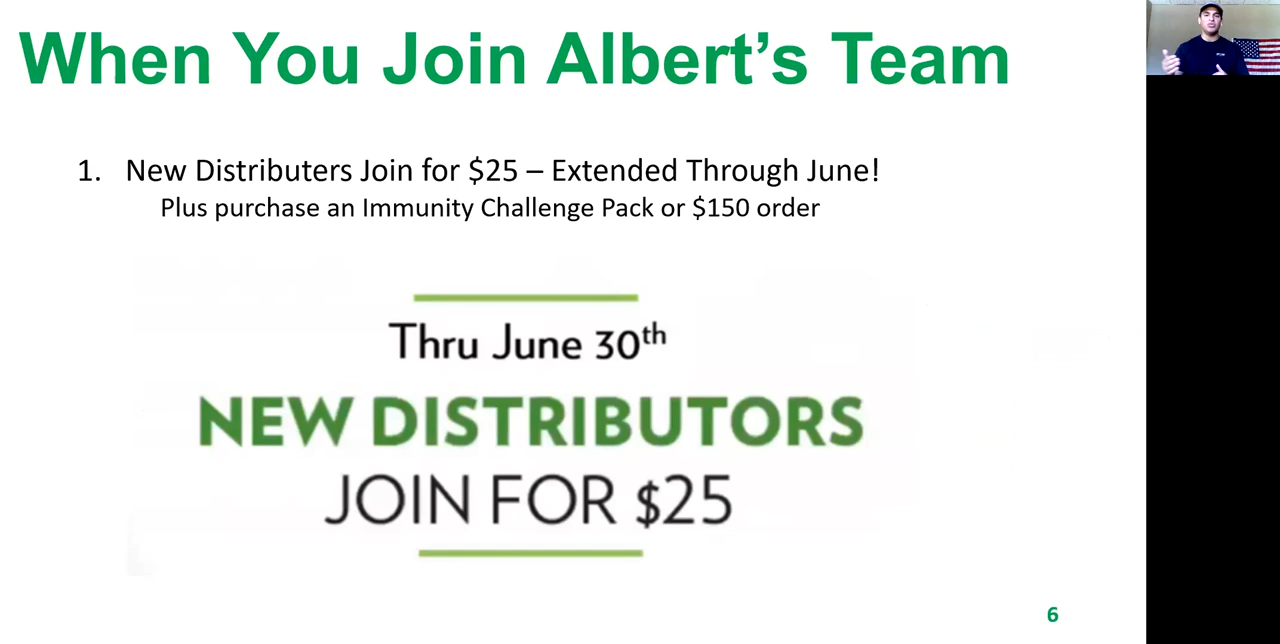 When You Join Albert’s Team
1. New Distributers Join for $25 – Extended Through June!
Plus purchase an Immunity Challenge Pack or $150 order
Thru June 30th
NEW DISTRIBUTORS
JOIN FOR $25
6